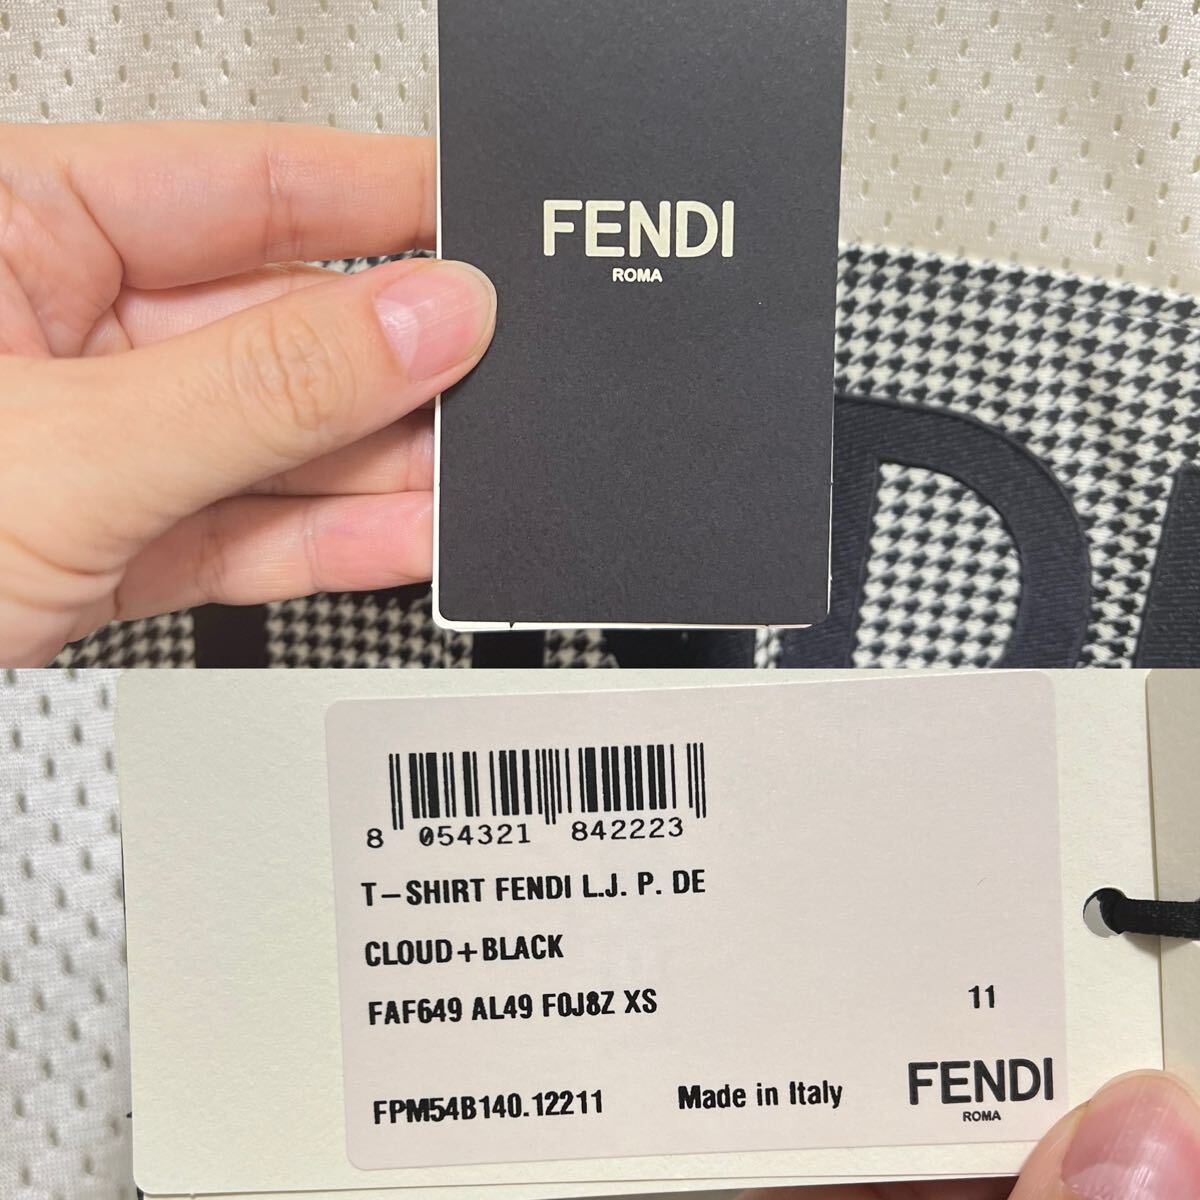 FENDI
ROMA
8 054321 842223
T-SHIRT FENDI L.J. P. DE
CLOUD+BLACK
FAF649 AL49 F0J8Z XS 11
FPM54B140.12211 Made in Italy FENDI
ROMA